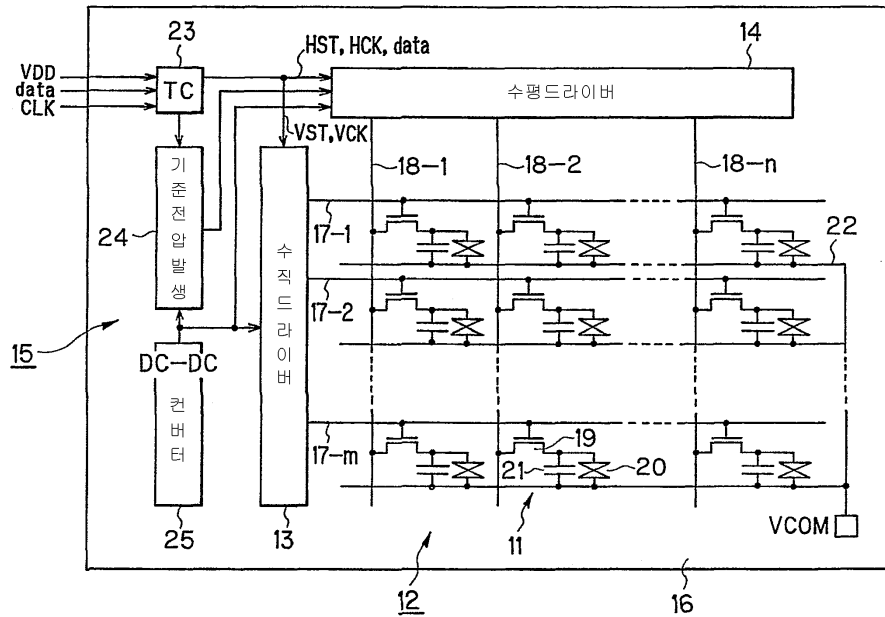 23
HST, HCK, data
14
VDD
data
CLK
TC
수평드라이버
VST, VCK
18-1
18-2
18-n
기준전압발생
24
수직드라이버
17-1
22
17-2
15
DC-DC
컨버터
17-m
19
21
20
25
13
11
VCOM
12
16